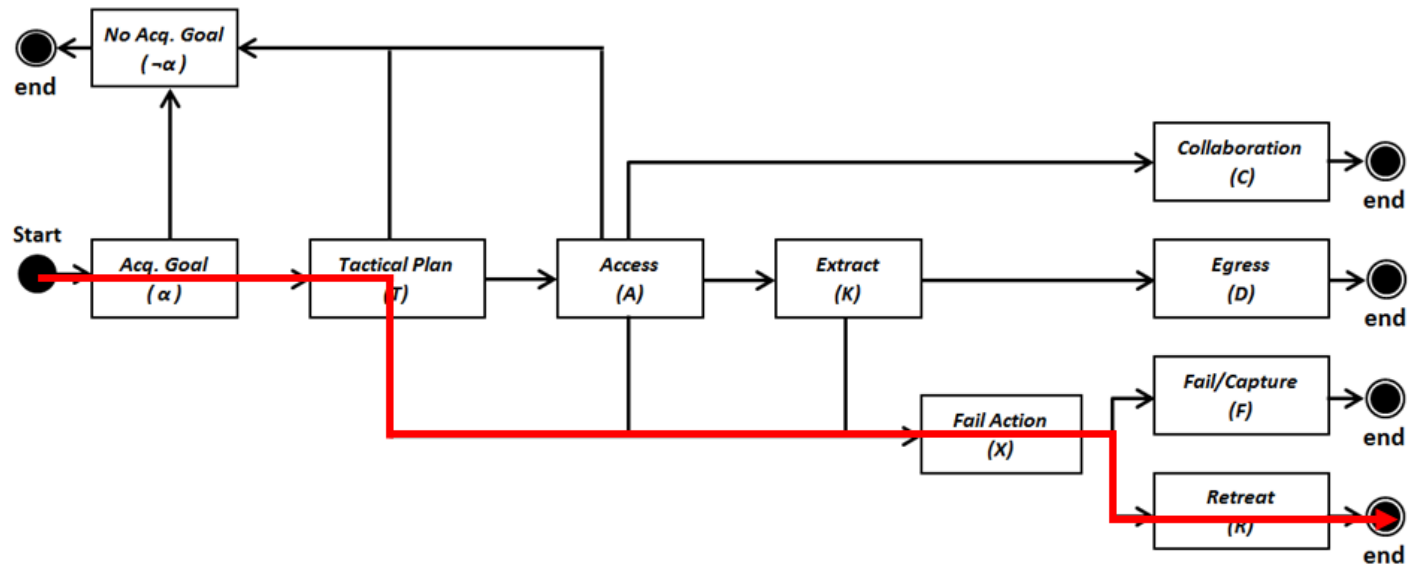 No Acq. Goal
( ¬α )
end
Collaboration
(C)
end
Start
Acq. Goal
( α )
Tactical Plan
(T)
Access
(A)
Extract
(K)
Egress
(D)
end
Fail/Capture
(F)
end
Fail Action
(X)
Retreat
(R)
end